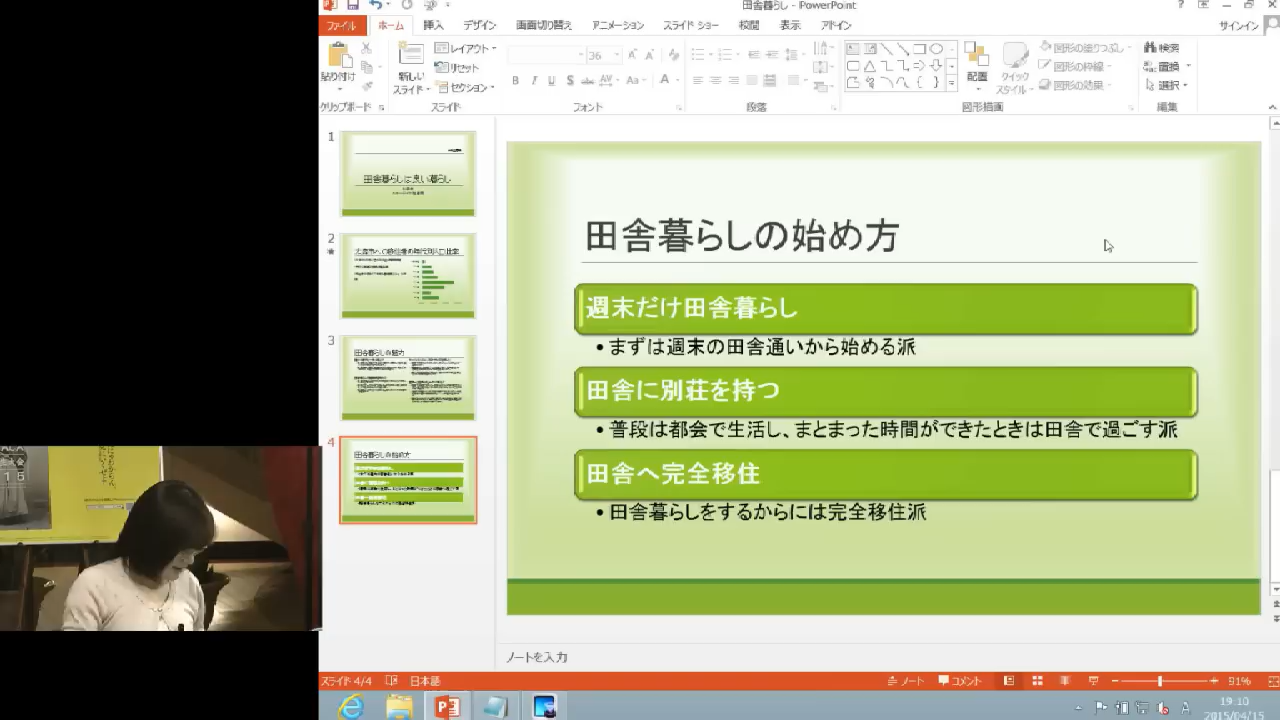 田舎暮らし - PowerPoint
ファイル
ホーム
挿入
デザイン
画面切り替え
アニメーション
スライド ショー
校閲
表示
アドイン
サインイン
貼り付け
新しい
スライド
レイアウト
リセット
セクション
36
B I U S abc AV Aa A
配置
クイック
スタイル
図形の塗りつぶし
図形の枠線
図形の効果
検索
置換
選択
クリップボード
スライド
フォント
段落
図形描画
編集
1
田舎暮らしは良い暮らし
2
3
田舎暮らしの魅力
4
田舎暮らしの始め方
田舎暮らしの始め方
週末だけ田舎暮らし
•まずは週末の田舎通いから始める派
田舎に別荘を持つ
•普段は都会で生活し、まとまった時間ができたときは田舎で過ごす派
田舎へ完全移住
•田舎暮らしをするからには完全移住派
ノートを入力
スライド 4/4
日本語
ノート
コメント
91%
19:10
2015/04/15